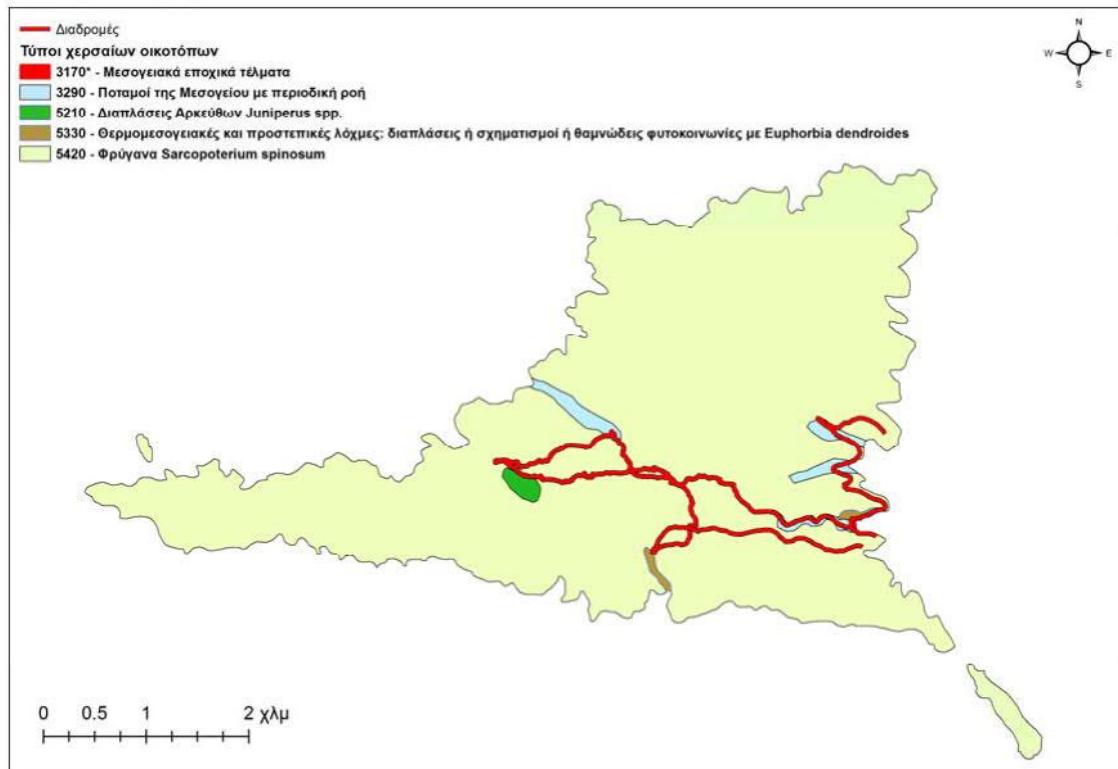 Διαδρομές
Τύποι χερσαίων οικοτόπων
3170* - Μεσογειακά εποχικά τέλματα
3290 - Ποταμοί της Μεσογείου με περιοδική ροή
5210 - Διαπλάσεις Αρκεύθων Juniperus spp.
5330 - Θερμομεσογειακές και προστεπικές λόχμες: διαπλάσεις ή σχηματισμοί ή θαμνώδεις φυτοκοινωνίες με Euphorbia dendroides
5420 - Φρύγανα Sarcopoterium spinosum
N
W E
S
0 0.5 1 2 χλμ